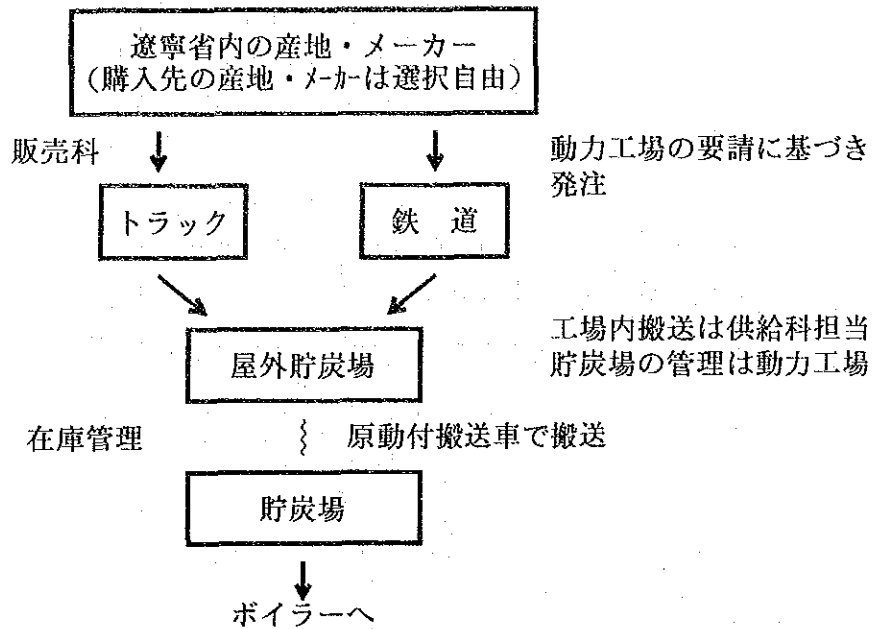 遼寧省内の産地・メーカー
（購入先の産地・メーカーは選択自由）
販売科
動力工場の要請に基づき
発注
トラック
鉄　道
工場内搬送は供給科担当
貯炭場の管理は動力工場
屋外貯炭場
在庫管理
原動付搬送車で搬送
貯炭場
ボイラーへ